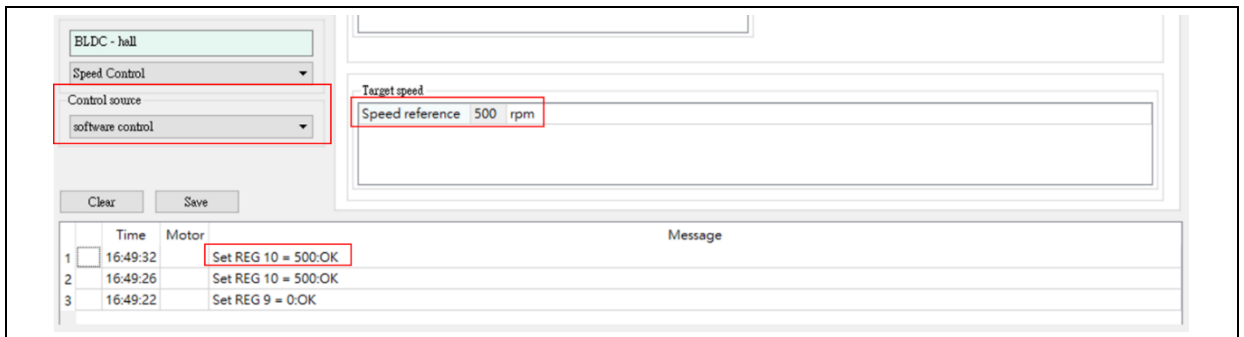 BLDC - hall
Speed Control
Control source
software control
Target speed
Speed reference 500 rpm
Clear Save
Time Motor Message
1 16:49:32 Set REG 10 = 500:OK
2 16:49:26 Set REG 10 = 500:OK
3 16:49:22 Set REG 9 = 0:OK